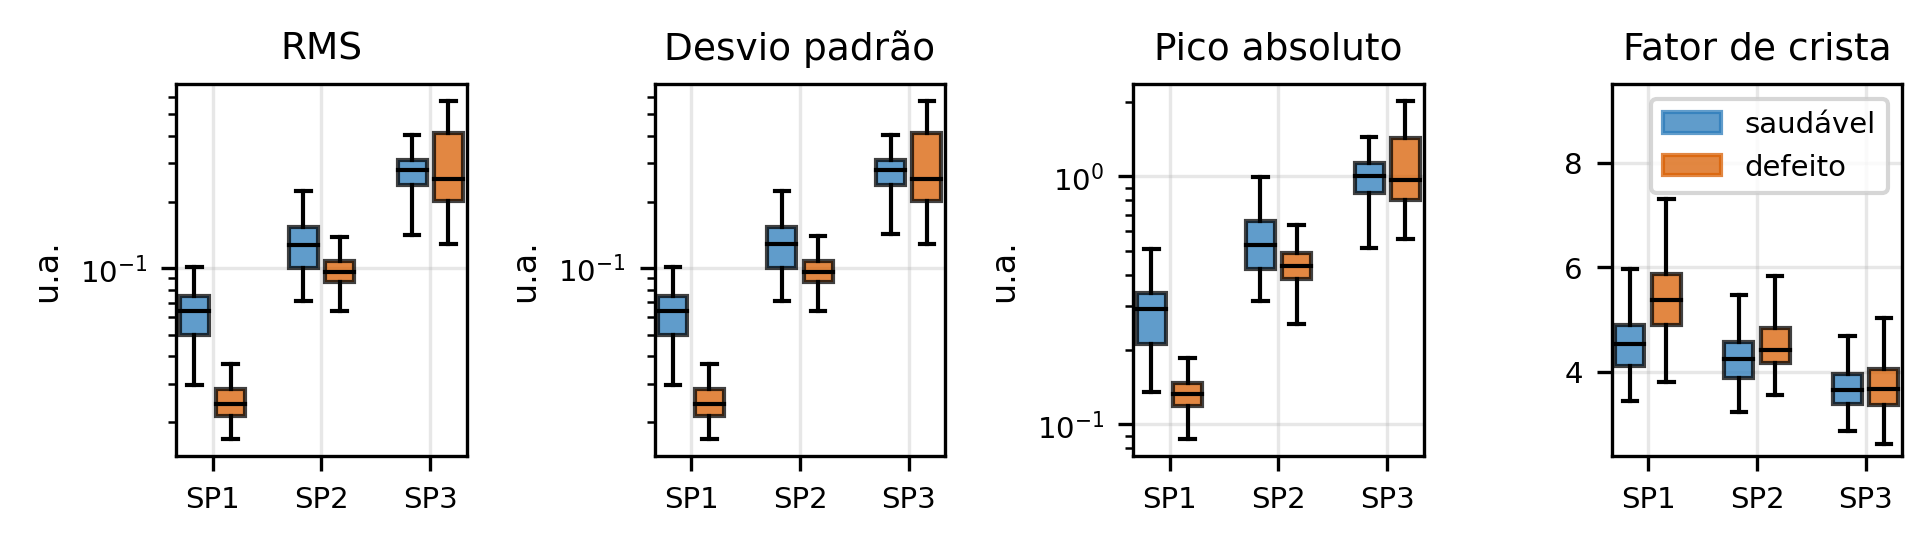 RMS
u.a.
10⁻¹
SP1 SP2 SP3
Desvio padrão
u.a.
10⁻¹
SP1 SP2 SP3
Pico absoluto
u.a.
10⁰
10⁻¹
SP1 SP2 SP3
Fator de crista
saudável
defeito
8
6
4
SP1 SP2 SP3